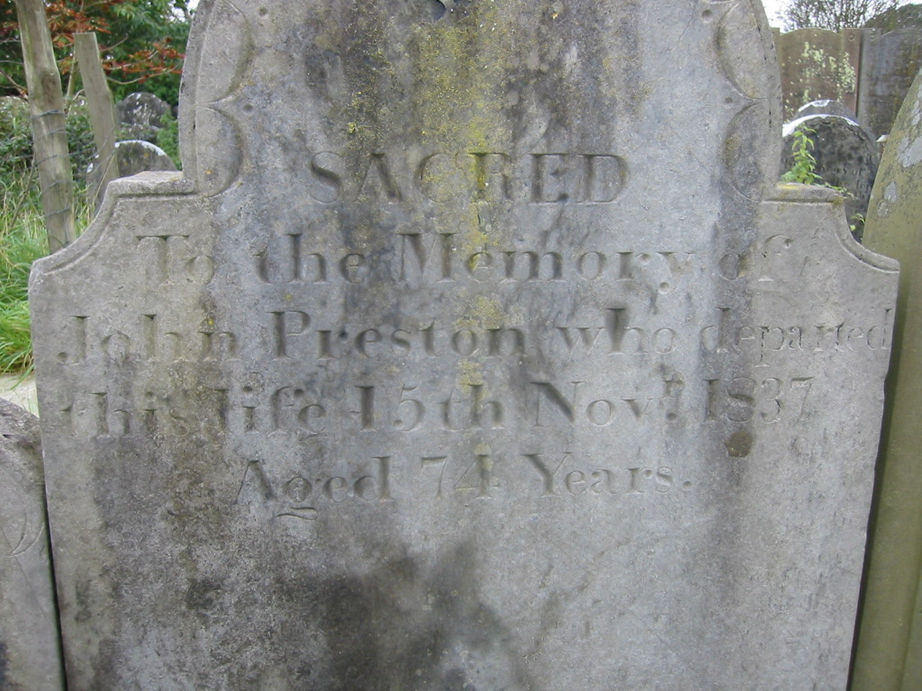 SACRED
To the Memory of
John Preston who departed
this life 15th Novr. 1837
Aged 74 Years.